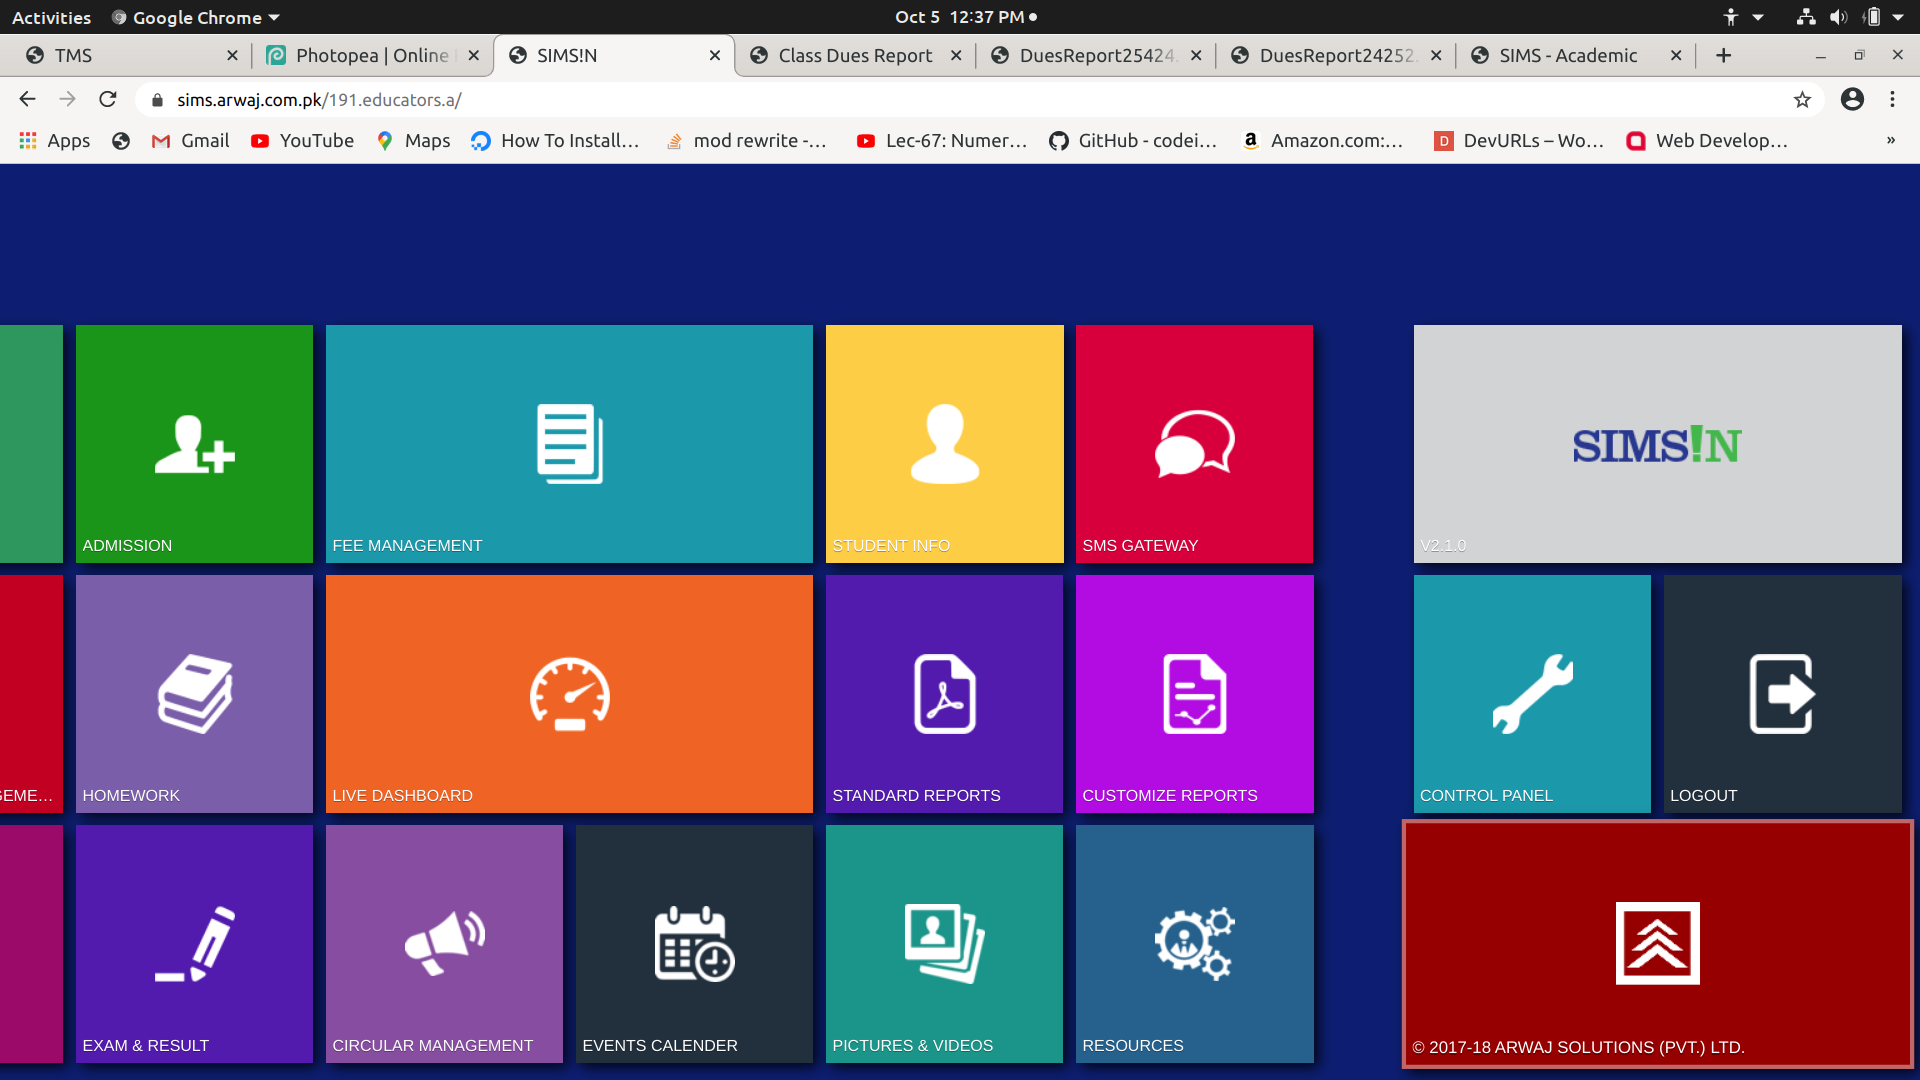 Activities Google Chrome Oct 5 12:37 PM
TMS Photopea | Online SIMS!N Class Dues Report DuesReport25424 DuesReport24252 SIMS - Academic
sims.arwaj.com.pk/191.educators.a/
Apps Gmail YouTube Maps How To Install... mod rewrite -... Lec-67: Numer... GitHub - codei... Amazon.com:... DevURLs – Wo... Web Develop... »
SIMS!N
ADMISSION FEE MANAGEMENT STUDENT INFO SMS GATEWAY V2.1.0
GEME... HOMEWORK LIVE DASHBOARD STANDARD REPORTS CUSTOMIZE REPORTS CONTROL PANEL LOGOUT
EXAM & RESULT CIRCULAR MANAGEMENT EVENTS CALENDER PICTURES & VIDEOS RESOURCES © 2017-18 ARWAJ SOLUTIONS (PVT.) LTD.